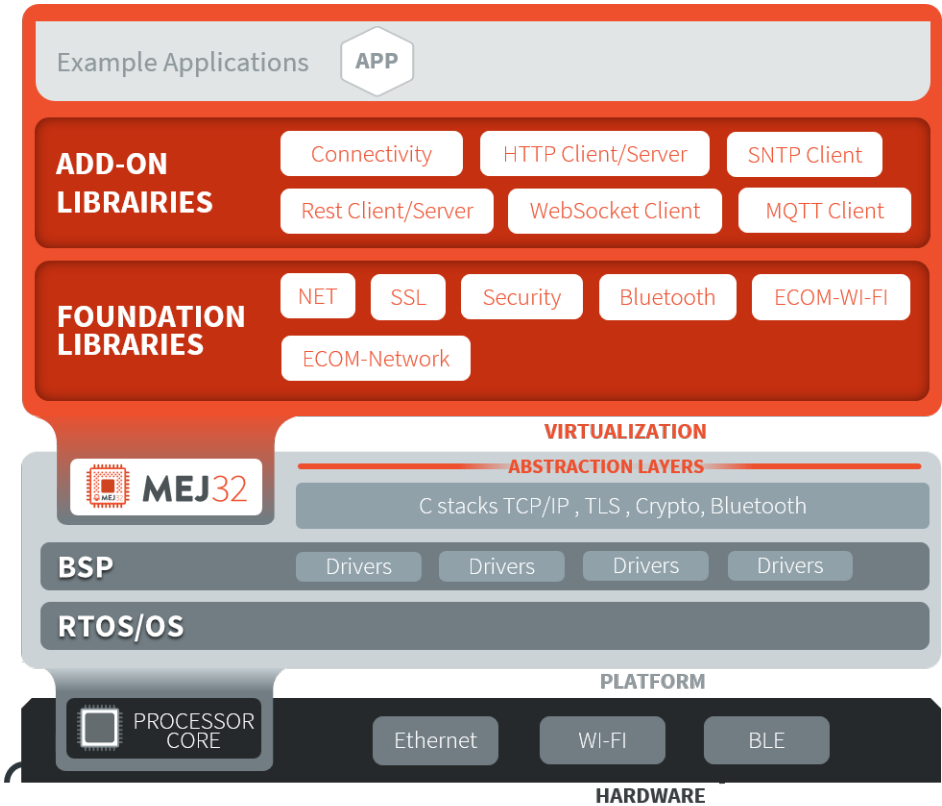 Example Applications
APP
ADD-ON
LIBRAIRIES
Connectivity
HTTP Client/Server
SNTP Client
Rest Client/Server
WebSocket Client
MQTT Client
FOUNDATION
LIBRARIES
NET
SSL
Security
Bluetooth
ECOM-WI-FI
ECOM-Network
VIRTUALIZATION
ABSTRACTION LAYERS
MEJ32
MEJ32
C stacks TCP/IP , TLS , Crypto, Bluetooth
BSP
Drivers
Drivers
Drivers
Drivers
RTOS/OS
PLATFORM
PROCESSOR
CORE
Ethernet
WI-FI
BLE
HARDWARE